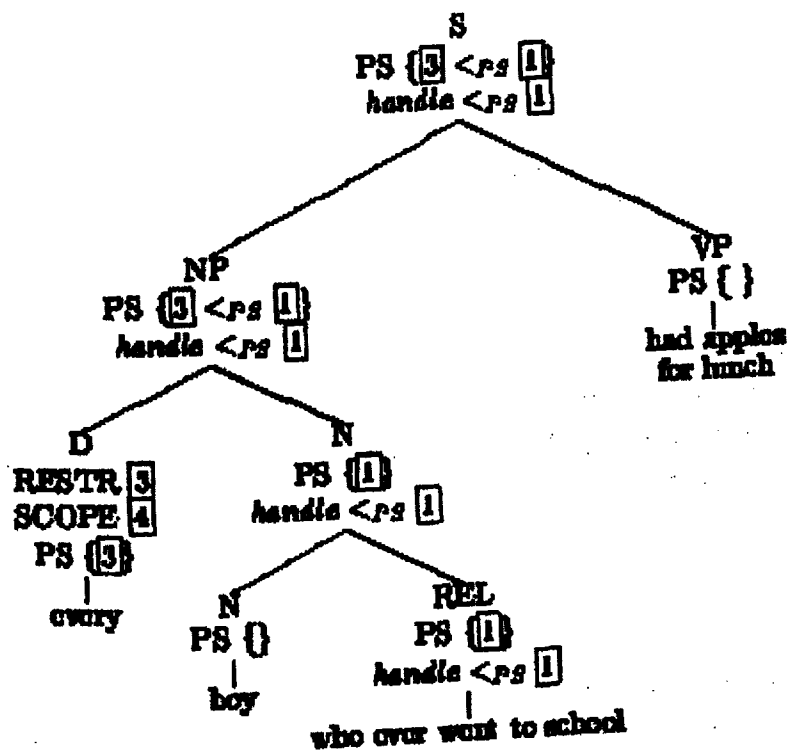 S
PS {3 <PS 1}
handle <PS 1
NP
VP
PS {3 <PS 1}
PS { }
handle <PS 1
had apples
for lunch
D
N
RESTR 3
PS {1}
SCOPE 4
handle <PS 1
PS {3}
every
N
REL
PS {}
PS {1}
handle <PS 1
boy
who ever went to school